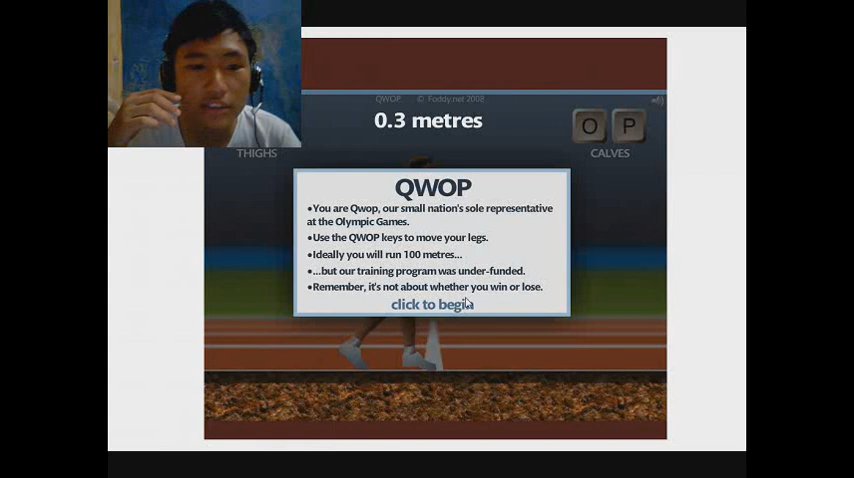 QWOP © Foddy.net 2008
0.3 metres
O P
THIGHS
CALVES
QWOP
•You are Qwop, our small nation's sole representative
at the Olympic Games.
•Use the QWOP keys to move your legs.
•Ideally you will run 100 metres...
•...but our training program was under-funded.
•Remember, it's not about whether you win or lose.
click to begin